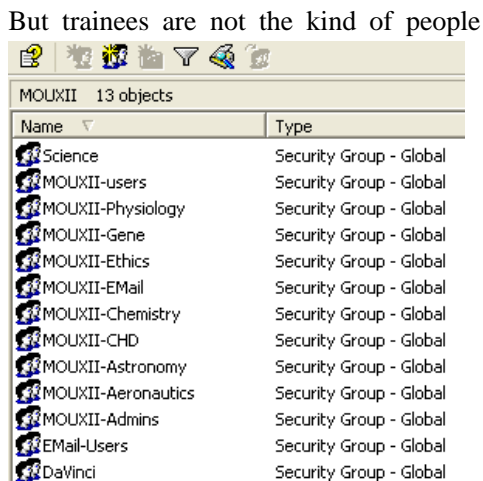 But trainees are not the kind of people
MOUXII 13 objects
Name Type
Science Security Group - Global
MOUXII-users Security Group - Global
MOUXII-Physiology Security Group - Global
MOUXII-Gene Security Group - Global
MOUXII-Ethics Security Group - Global
MOUXII-EMail Security Group - Global
MOUXII-Chemistry Security Group - Global
MOUXII-CHD Security Group - Global
MOUXII-Astronomy Security Group - Global
MOUXII-Aeronautics Security Group - Global
MOUXII-Admins Security Group - Global
EMail-Users Security Group - Global
DaVinci Security Group - Global